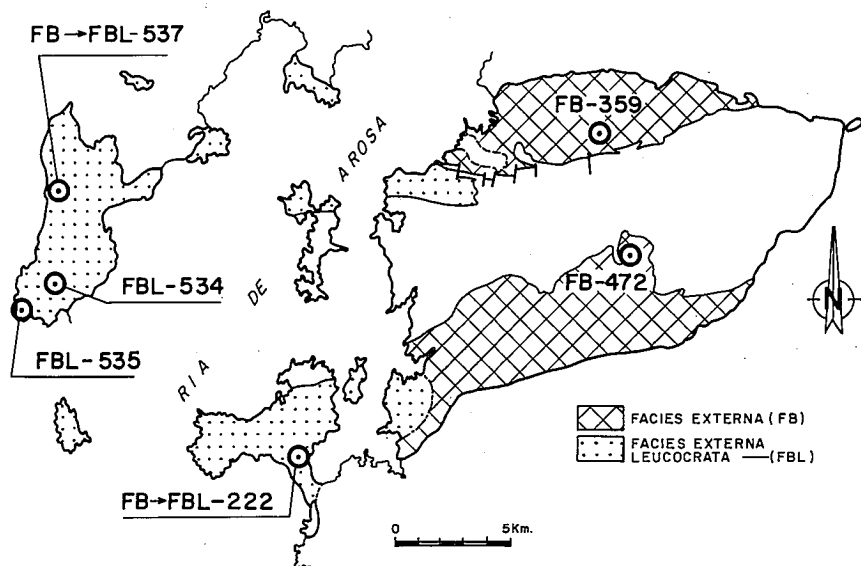 FB→FBL-537
FB-359
RIA DE AROSA
FBL-534
FB-472
N
FBL-535
FACIES EXTERNA (FB)
FACIES EXTERNA
LEUCOCRATA —(FBL)
FB→FBL-222
0 5Km.